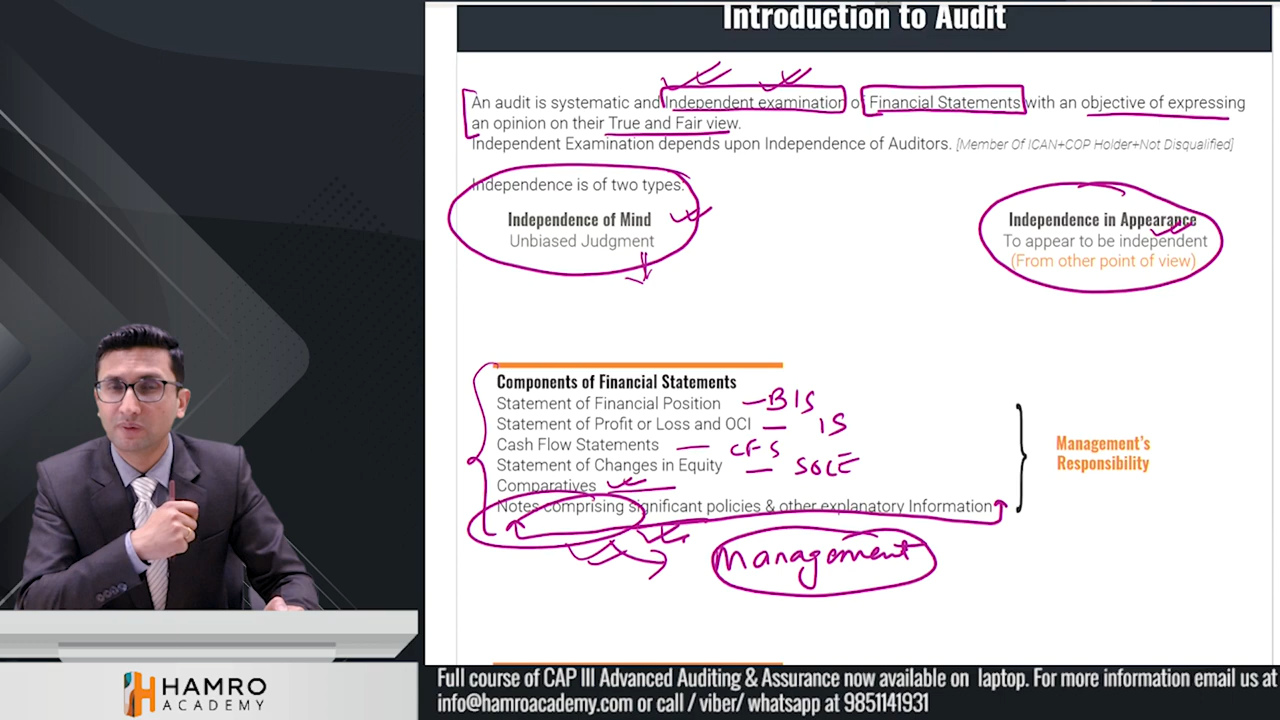 Introduction to Audit
An audit is systematic and Independent examination of Financial Statements with an objective of expressing
an opinion on their True and Fair view.
Independent Examination depends upon Independence of Auditors. [Member Of ICAN+COP Holder+Not Disqualified]
Independence is of two types:
Independence of Mind
Unbiased Judgment
Independence in Appearance
To appear to be independent
(From other point of view)
Components of Financial Statements
Statement of Financial Position — B/S
Statement of Profit or Loss and OCI — IS
Cash Flow Statements — CFS
Statement of Changes in Equity — SOCE
Comparatives
Notes comprising significant policies & other explanatory Information
Management's
Responsibility
Management
HAMRO
ACADEMY
Full course of CAP III Advanced Auditing & Assurance now available on laptop. For more information email us at
info@hamroacademy.com or call / viber/ whatsapp at 9851141931